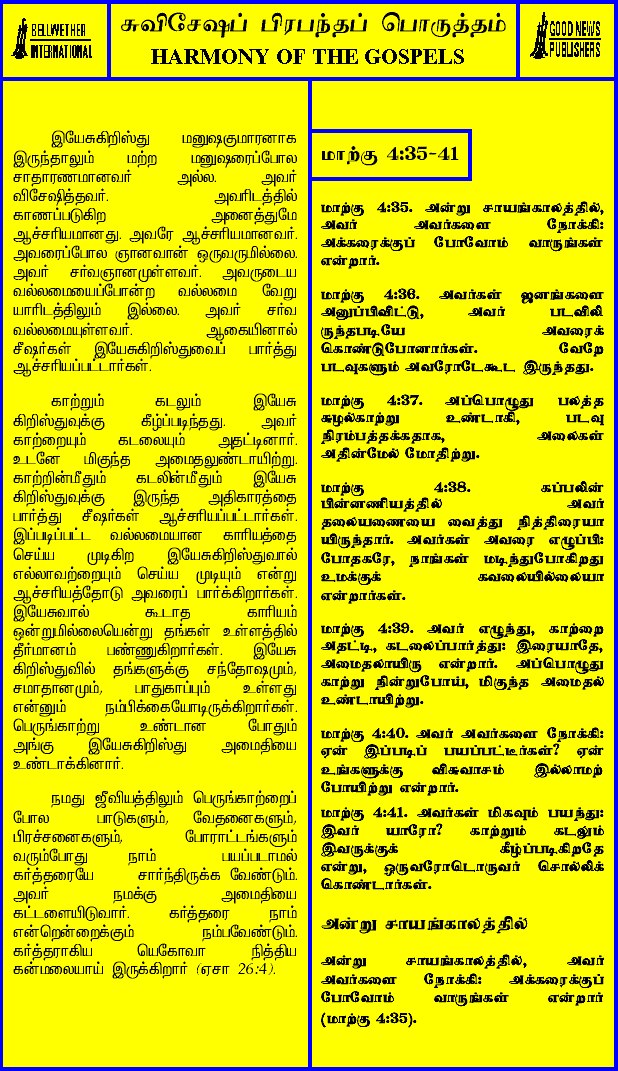 BELLWETHER
INTERNATIONAL
சுவிசேஷப் பிரபந்தப் பொருத்தம்
HARMONY OF THE GOSPELS
GOOD NEWS
PUBLISHERS
இயேசுகிறிஸ்து மனுஷகுமாரனாக
இருந்தாலும் மற்ற மனுஷரைப்போல
சாதாரணமானவர் அல்ல. அவர்
விசேஷித்தவர். அவரிடத்தில்
காணப்படுகிற அனைத்துமே
ஆச்சரியமானது. அவரே ஆச்சரியமானவர்.
அவரைப்போல ஞானவான் ஒருவருமில்லை.
அவர் சர்வஞானமுள்ளவர். அவருடைய
வல்லமையைப்போன்ற வல்லமை வேறு
யாரிடத்திலும் இல்லை. அவர் சர்வ
வல்லமையுள்ளவர். ஆகையினால்
சீஷர்கள் இயேசுகிறிஸ்துவைப் பார்த்து
ஆச்சரியப்பட்டார்கள்.
காற்றும் கடலும் இயேசு
கிறிஸ்துவுக்கு கீழ்ப்படிந்தது. அவர்
காற்றையும் கடலையும் அதட்டினார்.
உடனே மிகுந்த அமைதலுண்டாயிற்று.
காற்றின்மீதும் கடலின்மீதும் இயேசு
கிறிஸ்துவுக்கு இருந்த அதிகாரத்தை
பார்த்து சீஷர்கள் ஆச்சரியப்பட்டார்கள்.
இப்படிப்பட்ட வல்லமையான காரியத்தை
செய்ய முடிகிற இயேசுகிறிஸ்துவால்
எல்லாவற்றையும் செய்ய முடியும் என்று
ஆச்சரியத்தோடு அவரைப் பார்க்கிறார்கள்.
இயேசுவால் கூடாத காரியம்
ஒன்றுமில்லையென்று தங்கள் உள்ளத்தில்
தீர்மானம் பண்ணுகிறார்கள். இயேசு
கிறிஸ்துவில் தங்களுக்கு சந்தோஷமும்,
சமாதானமும், பாதுகாப்பும் உள்ளது
என்னும் நம்பிக்கையோடிருக்கிறார்கள்.
பெருங்காற்று உண்டான போதும்
அங்கு இயேசுகிறிஸ்து அமைதியை
உண்டாக்கினார்.
நமது ஜீவியத்திலும் பெருங்காற்றைப்
போல பாடுகளும், வேதனைகளும்,
பிரச்சனைகளும், போராட்டங்களும்
வரும்போது நாம் பயப்படாமல்
கர்த்தரையே சார்ந்திருக்க வேண்டும்.
அவர் நமக்கு அமைதியை
கட்டளையிடுவார். கர்த்தரை நாம்
என்றென்றைக்கும் நம்பவேண்டும்.
கர்த்தராகிய யெகோவா நித்திய
கன்மலையாய் இருக்கிறார் (ஏசா 26:4).
மாற்கு 4:35-41
மாற்கு 4:35. அன்று சாயங்காலத்தில்,
அவர் அவர்களை நோக்கி:
அக்கரைக்குப் போவோம் வாருங்கள்
என்றார்.
மாற்கு 4:36. அவர்கள் ஜனங்களை
அனுப்பிவிட்டு, அவர் படவிலி
ருந்தபடியே அவரைக்
கொண்டுபோனார்கள். வேறே
படவுகளும் அவரோடேகூட இருந்தது.
மாற்கு 4:37. அப்பொழுது பலத்த
சுழல்காற்று உண்டாகி, படவு
நிரம்பத்தக்கதாக, அலைகள்
அதின்மேல் மோதிற்று.
மாற்கு 4:38. கப்பலின்
பின்னணியத்தில் அவர்
தலையணையை வைத்து நித்திரையா
யிருந்தார். அவர்கள் அவரை எழுப்பி:
போதகரே, நாங்கள் மடிந்துபோகிறது
உமக்குக் கவலையில்லையா
என்றார்கள்.
மாற்கு 4:39. அவர் எழுந்து, காற்றை
அதட்டி, கடலைப்பார்த்து: இரையாதே,
அமைதலாயிரு என்றார். அப்பொழுது
காற்று நின்றுபோய், மிகுந்த அமைதல்
உண்டாயிற்று.
மாற்கு 4:40. அவர் அவர்களை நோக்கி:
ஏன் இப்படிப் பயப்பட்டீர்கள்? ஏன்
உங்களுக்கு விசுவாசம் இல்லாமற்
போயிற்று என்றார்.
மாற்கு 4:41. அவர்கள் மிகவும் பயந்து:
இவர் யாரோ? காற்றும் கடலும்
இவருக்குக் கீழ்ப்படிகிறதே
என்று, ஒருவரோடொருவர் சொல்லிக்
கொண்டார்கள்.
அன்று சாயங்காலத்தில்
அன்று சாயங்காலத்தில், அவர்
அவர்களை நோக்கி: அக்கரைக்குப்
போவோம் வாருங்கள் என்றார்
(மாற்கு 4:35).